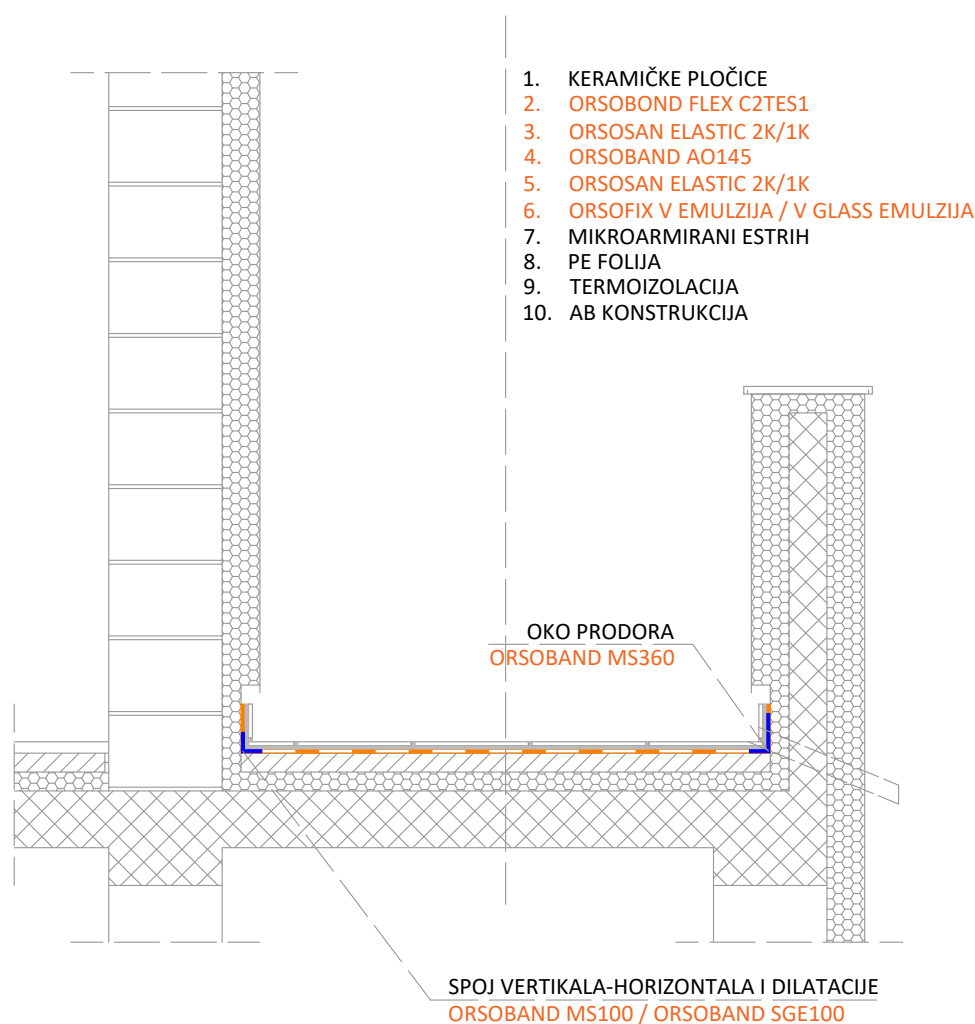 1. KERAMIČKE PLOČICE
2. ORSOBOND FLEX C2TES1
3. ORSOSAN ELASTIC 2K/1K
4. ORSOBAND AO145
5. ORSOSAN ELASTIC 2K/1K
6. ORSOFIX V EMULZIJA / V GLASS EMULZIJA
7. MIKROARMIRANI ESTRIH
8. PE FOLIJA
9. TERMOIZOLACIJA
10. AB KONSTRUKCIJA
OKO PRODORA
ORSOBAND MS360
SPOJ VERTIKALA-HORIZONTALA I DILATACIJE
ORSOBAND MS100 / ORSOBAND SGE100